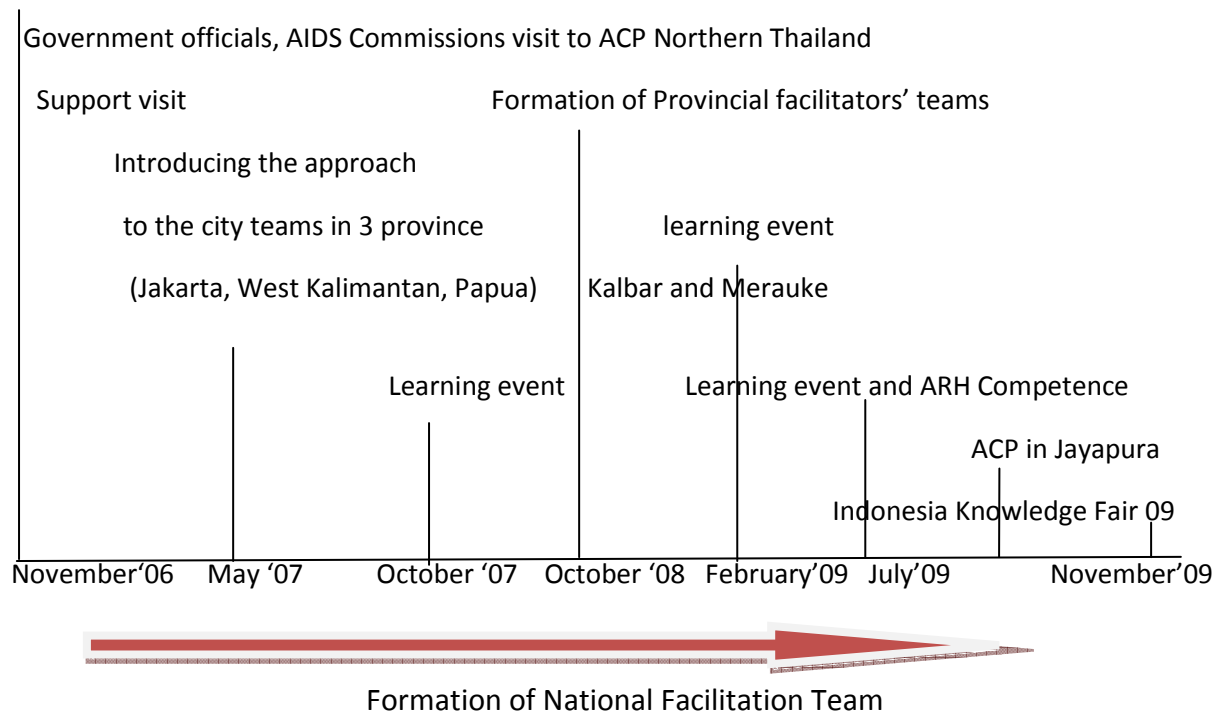 Government officials, AIDS Commissions visit to ACP Northern Thailand
Support visit
Formation of Provincial facilitators’ teams
Introducing the approach
to the city teams in 3 province
learning event
(Jakarta, West Kalimantan, Papua)
Kalbar and Merauke
Learning event
Learning event and ARH Competence
ACP in Jayapura
Indonesia Knowledge Fair 09
November‘06
May ‘07
October ‘07
October ‘08
February’09
July’09
November’09
Formation of National Facilitation Team